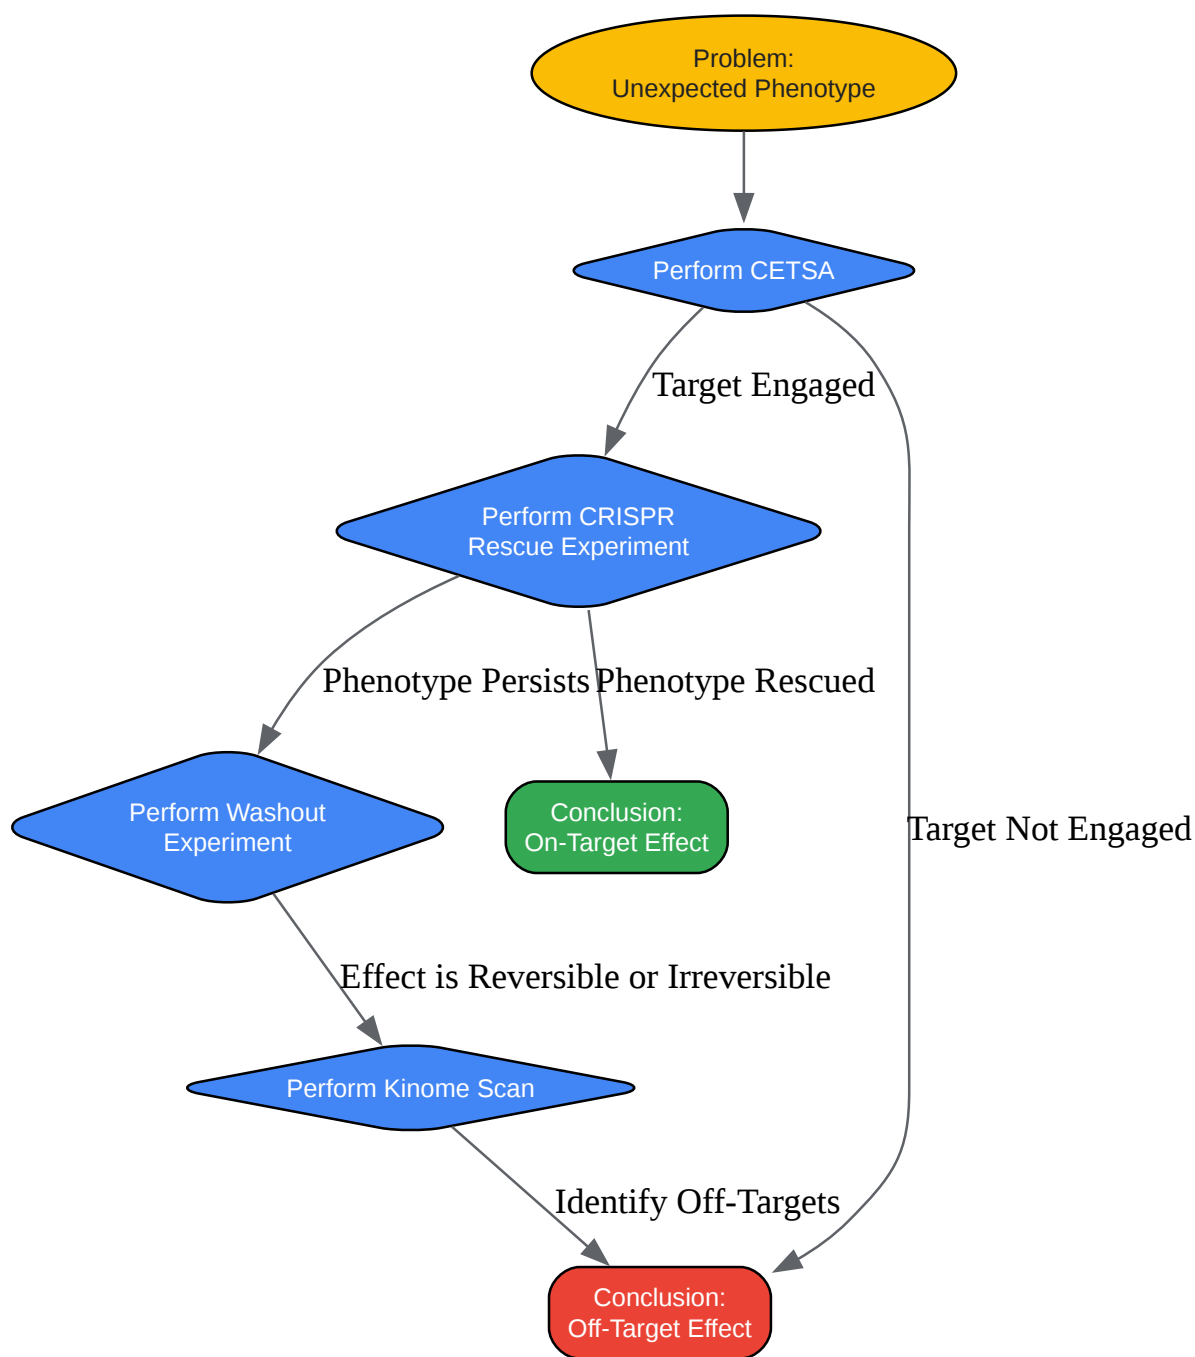 Problem:
Unexpected Phenotype
Perform CETSA
Target Engaged
Perform CRISPR
Rescue Experiment
Phenotype Persists
Phenotype Rescued
Perform Washout
Experiment
Conclusion:
On-Target Effect
Target Not Engaged
Effect is Reversible or Irreversible
Perform Kinome Scan
Identify Off-Targets
Conclusion:
Off-Target Effect